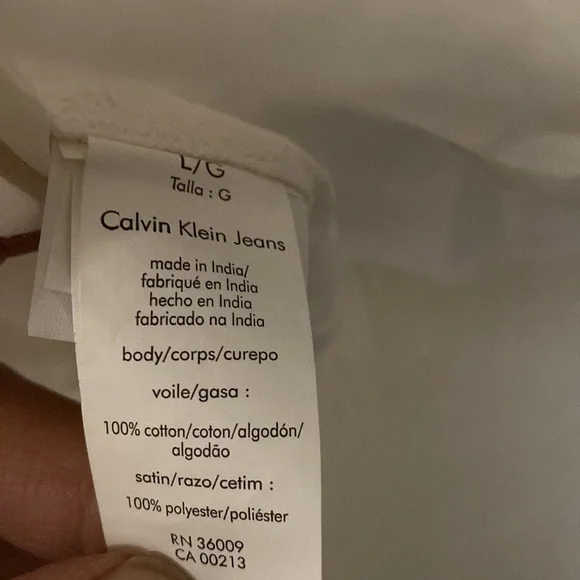 L/G
Talla : G
Calvin Klein Jeans
made in India/
fabriqué en India
hecho en India
fabricado na India
body/corps/curepo
voile/gasa :
100% cotton/coton/algodón/
algodão
satin/razo/cetim :
100% polyester/poliéster
RN 36009
CA 00213